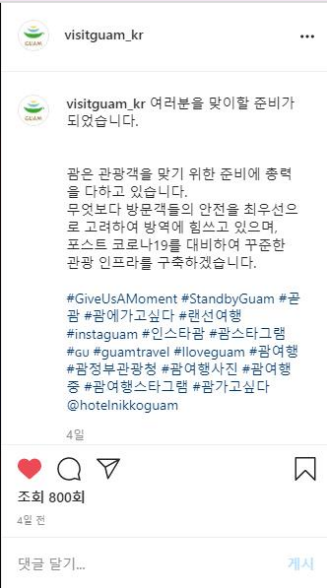 GUAM
visitguam_kr
GUAM
visitguam_kr 여러분을 맞이할 준비가
되었습니다.
괌은 관광객을 맞기 위한 준비에 총력
을 다하고 있습니다.
무엇보다 방문객들의 안전을 최우선으
로 고려하여 방역에 힘쓰고 있으며,
포스트 코로나19를 대비하여 꾸준한
관광 인프라를 구축하겠습니다.
#GiveUsAMoment #StandbyGuam #곧
괌 #괌에가고싶다 #랜선여행
#instaguam #인스타괌 #괌스타그램
#GU #guamtravel #Iloveguam #괌여행
#괌정부관광청 #괌여행사진 #괌여행
중 #괌여행스타그램 #괌가고싶다
@hotelnikkoguam
4일
조회 800회
4일 전
댓글 달기...
게시